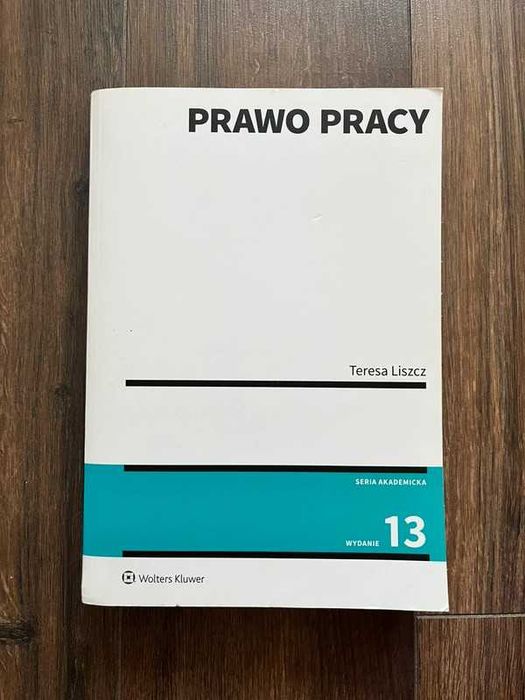 PRAWO PRACY
Teresa Liszcz
SERIA AKADEMICKA
WYDANIE 13
Wolters Kluwer